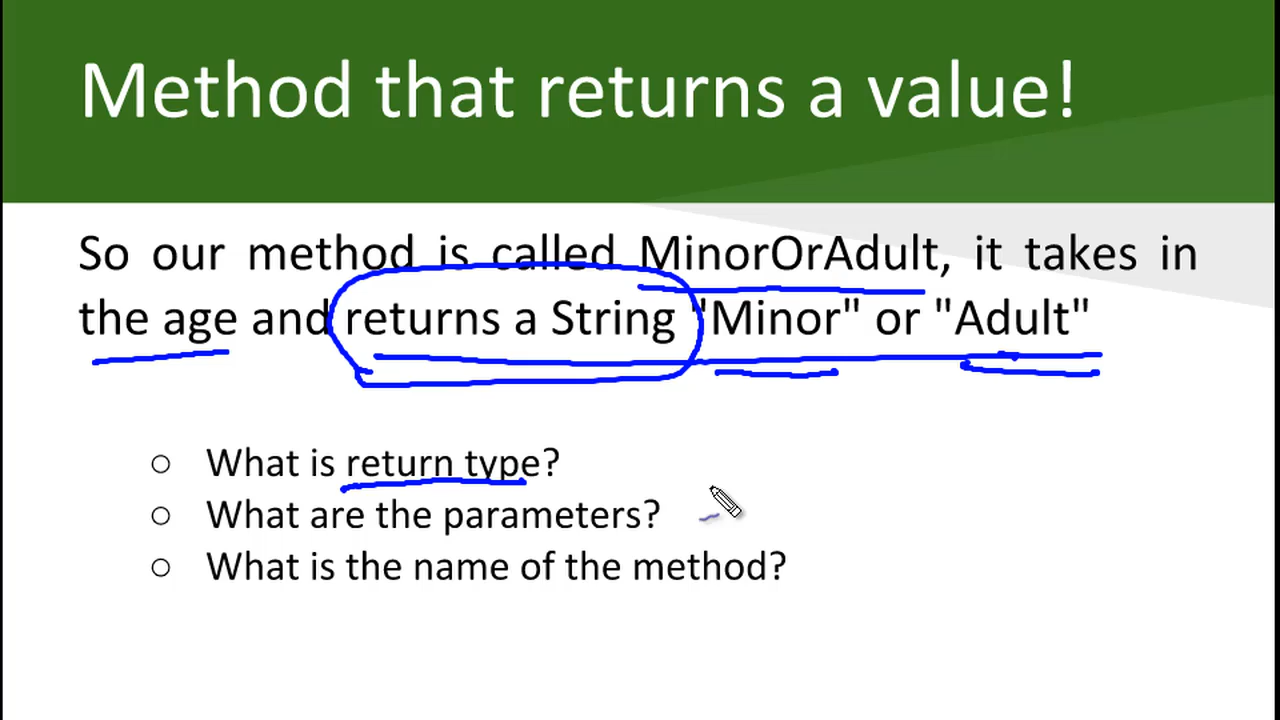 Method that returns a value!
So our method is called MinorOrAdult, it takes in
the age and returns a String "Minor" or "Adult"
○ What is return type?
○ What are the parameters?
○ What is the name of the method?